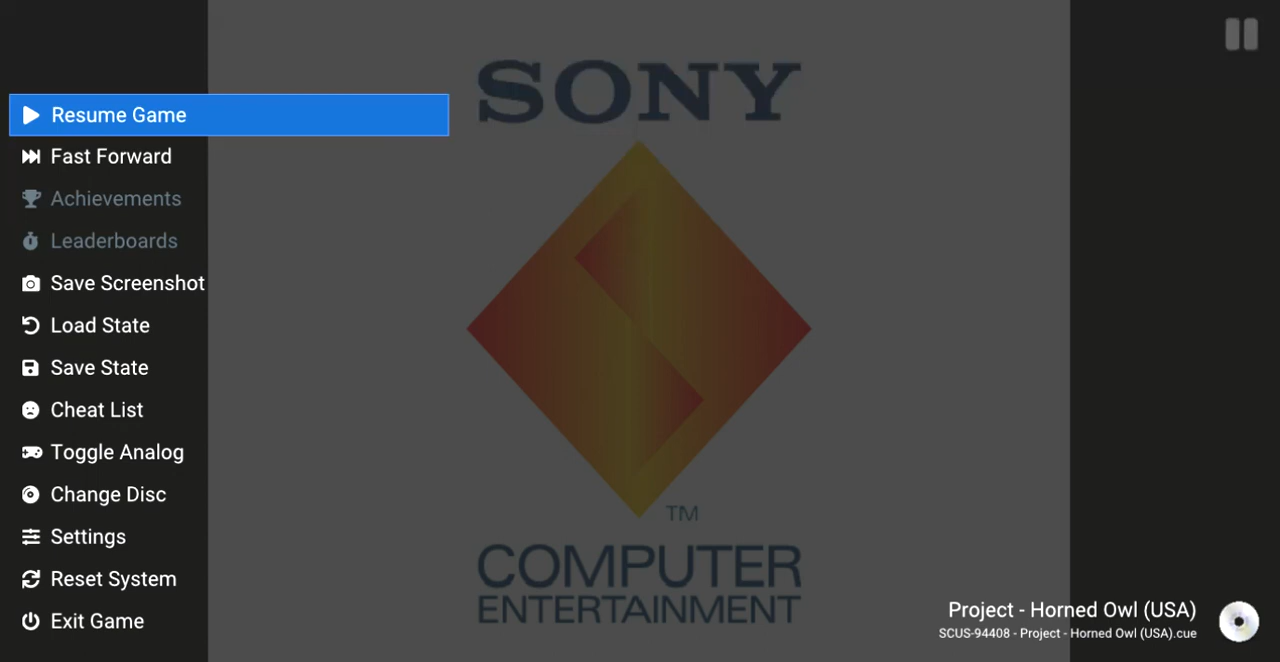 SONY
Resume Game
Fast Forward
Achievements
Leaderboards
Save Screenshot
Load State
Save State
Cheat List
Toggle Analog
Change Disc
Settings
Reset System
Exit Game
TM
COMPUTER
ENTERTAINMENT
Project - Horned Owl (USA)
SCUS-94408 - Project - Horned Owl (USA).cue